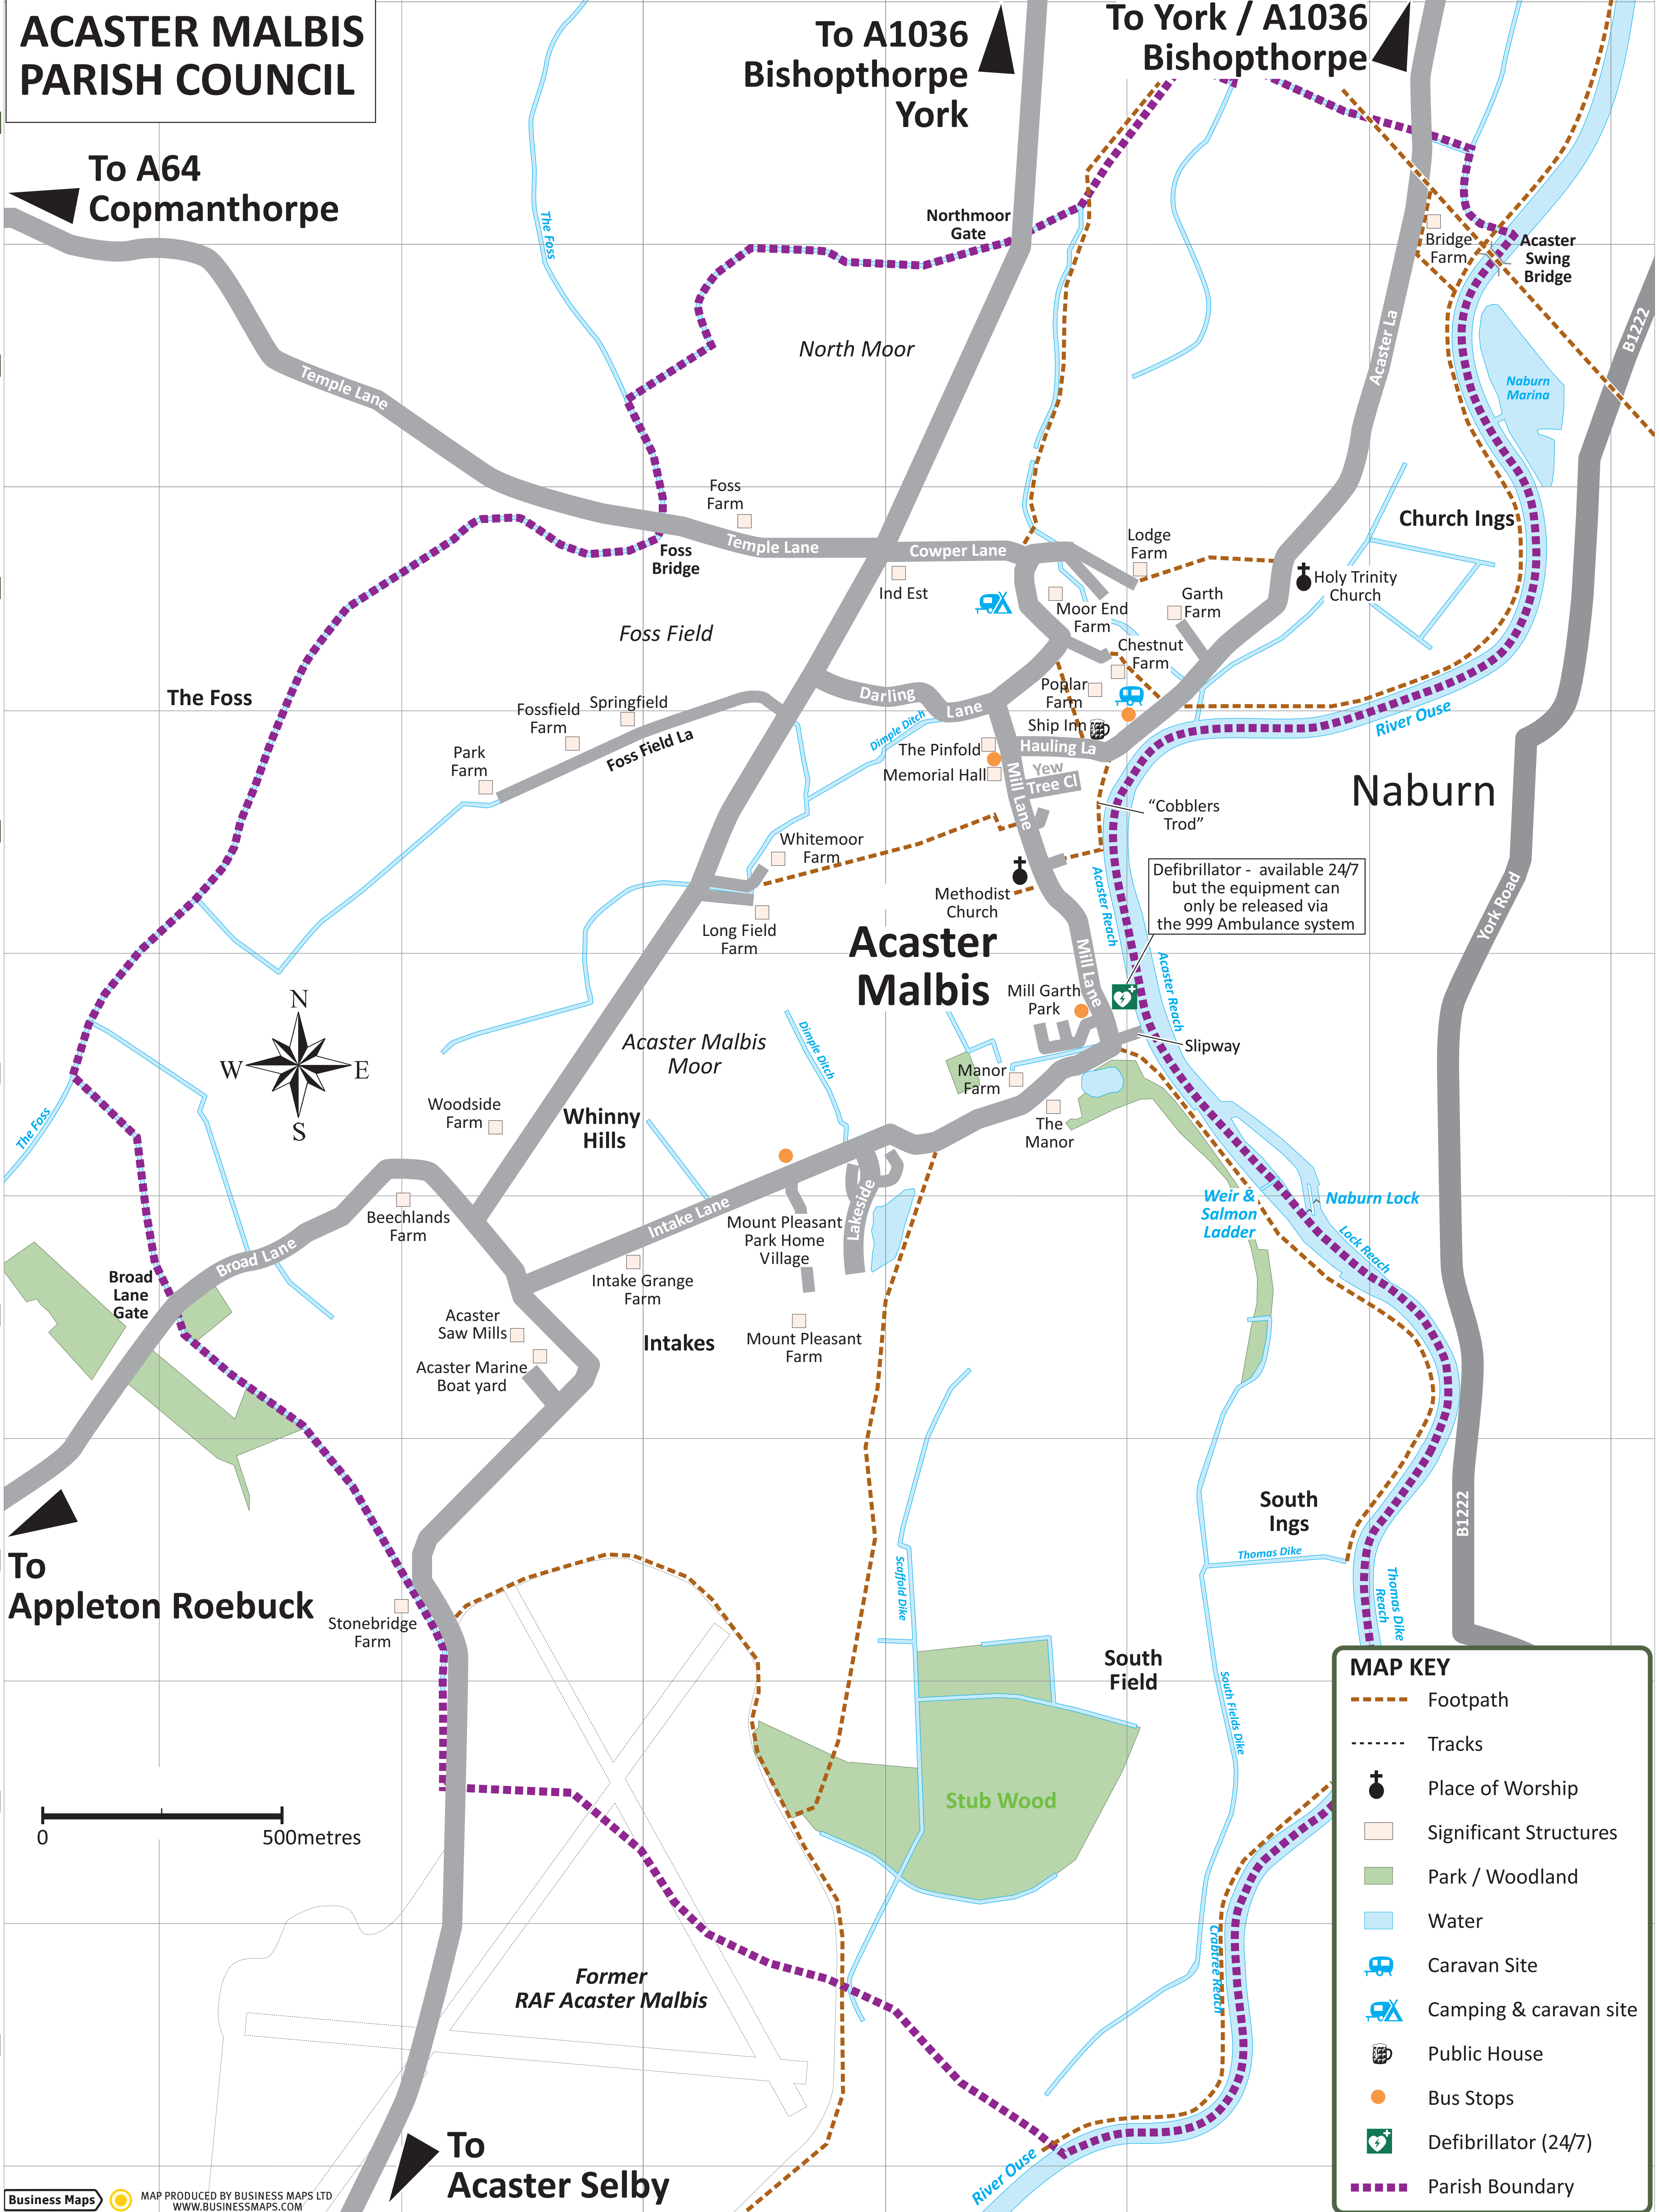 ACASTER MALBIS
PARISH COUNCIL
To A1036
Bishopthorpe
York
To York / A1036
Bishopthorpe
To A64
Copmanthorpe
The Foss
Northmoor
Gate
Bridge
Farm
Acaster
Swing
Bridge
B1222
Acaster La
North Moor
Temple Lane
Naburn
Marina
Foss
Farm
Temple Lane
Cowper Lane
Foss
Bridge
Church Ings
Lodge
Farm
Ind Est
Moor End
Farm
Garth
Farm
Holy Trinity
Church
Foss Field
Chestnut
Farm
Poplar
Farm
The Foss
Darling
Lane
Springfield
Fossfield
Farm
Foss Field La
Park
Farm
Dimple Ditch
Ship Inn
The Pinfold
Memorial Hall
Hauling La
Yew
Tree Cl
Mill Lane
River Ouse
Naburn
"Cobblers
Trod"
Whitemoor
Farm
Long Field
Farm
Methodist
Church
Acaster Reach
Defibrillator - available 24/7
but the equipment can
only be released via
the 999 Ambulance system
York Road
Acaster
Malbis
Mill Lane
Acaster Reach
Mill Garth
Park
Slipway
N
W
E
S
Acaster Malbis
Moor
Dimple Ditch
Manor
Farm
The
Manor
The Foss
Woodside
Farm
Whinny
Hills
Beechlands
Farm
Broad Lane
Intake Lane
Lakeside
Mount Pleasant
Park Home
Village
Weir &
Salmon
Ladder
Naburn Lock
Lock Reach
Broad
Lane
Gate
Intake Grange
Farm
Acaster
Saw Mills
Intakes
Mount Pleasant
Farm
Acaster Marine
Boat yard
To
Appleton Roebuck
South
Ings
B1222
Thomas Dike
Thomas Dike
Reach
Scaffold Dike
Stonebridge
Farm
South
Field
South Fields Dike
Stub Wood
0
500metres
Former
RAF Acaster Malbis
Crabtree Reach
River Ouse
To
Acaster Selby
MAP KEY
Footpath
Tracks
Place of Worship
Significant Structures
Park / Woodland
Water
Caravan Site
Camping & caravan site
Public House
Bus Stops
Defibrillator (24/7)
Parish Boundary
Business Maps
MAP PRODUCED BY BUSINESS MAPS LTD
WWW.BUSINESSMAPS.COM